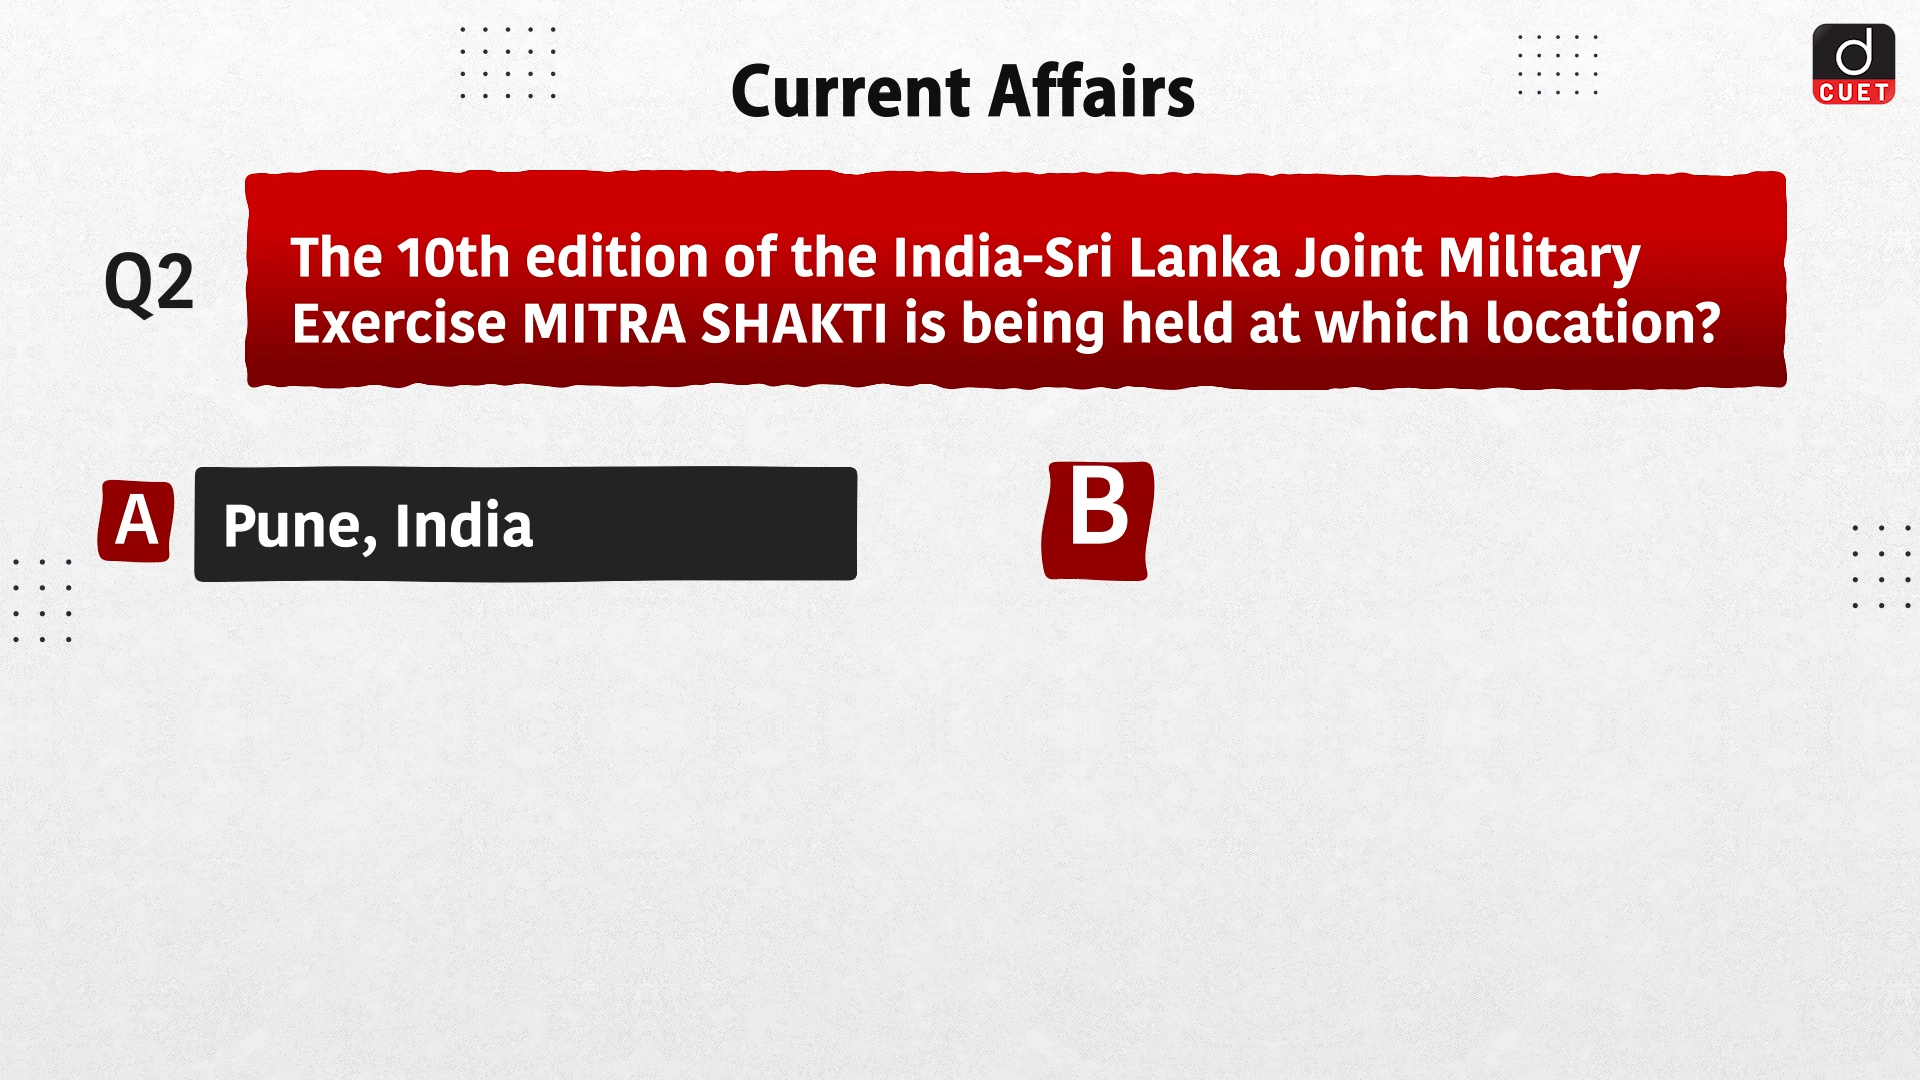 Current Affairs
d
CUET
Q2
The 10th edition of the India-Sri Lanka Joint Military
Exercise MITRA SHAKTI is being held at which location?
A
Pune, India
B